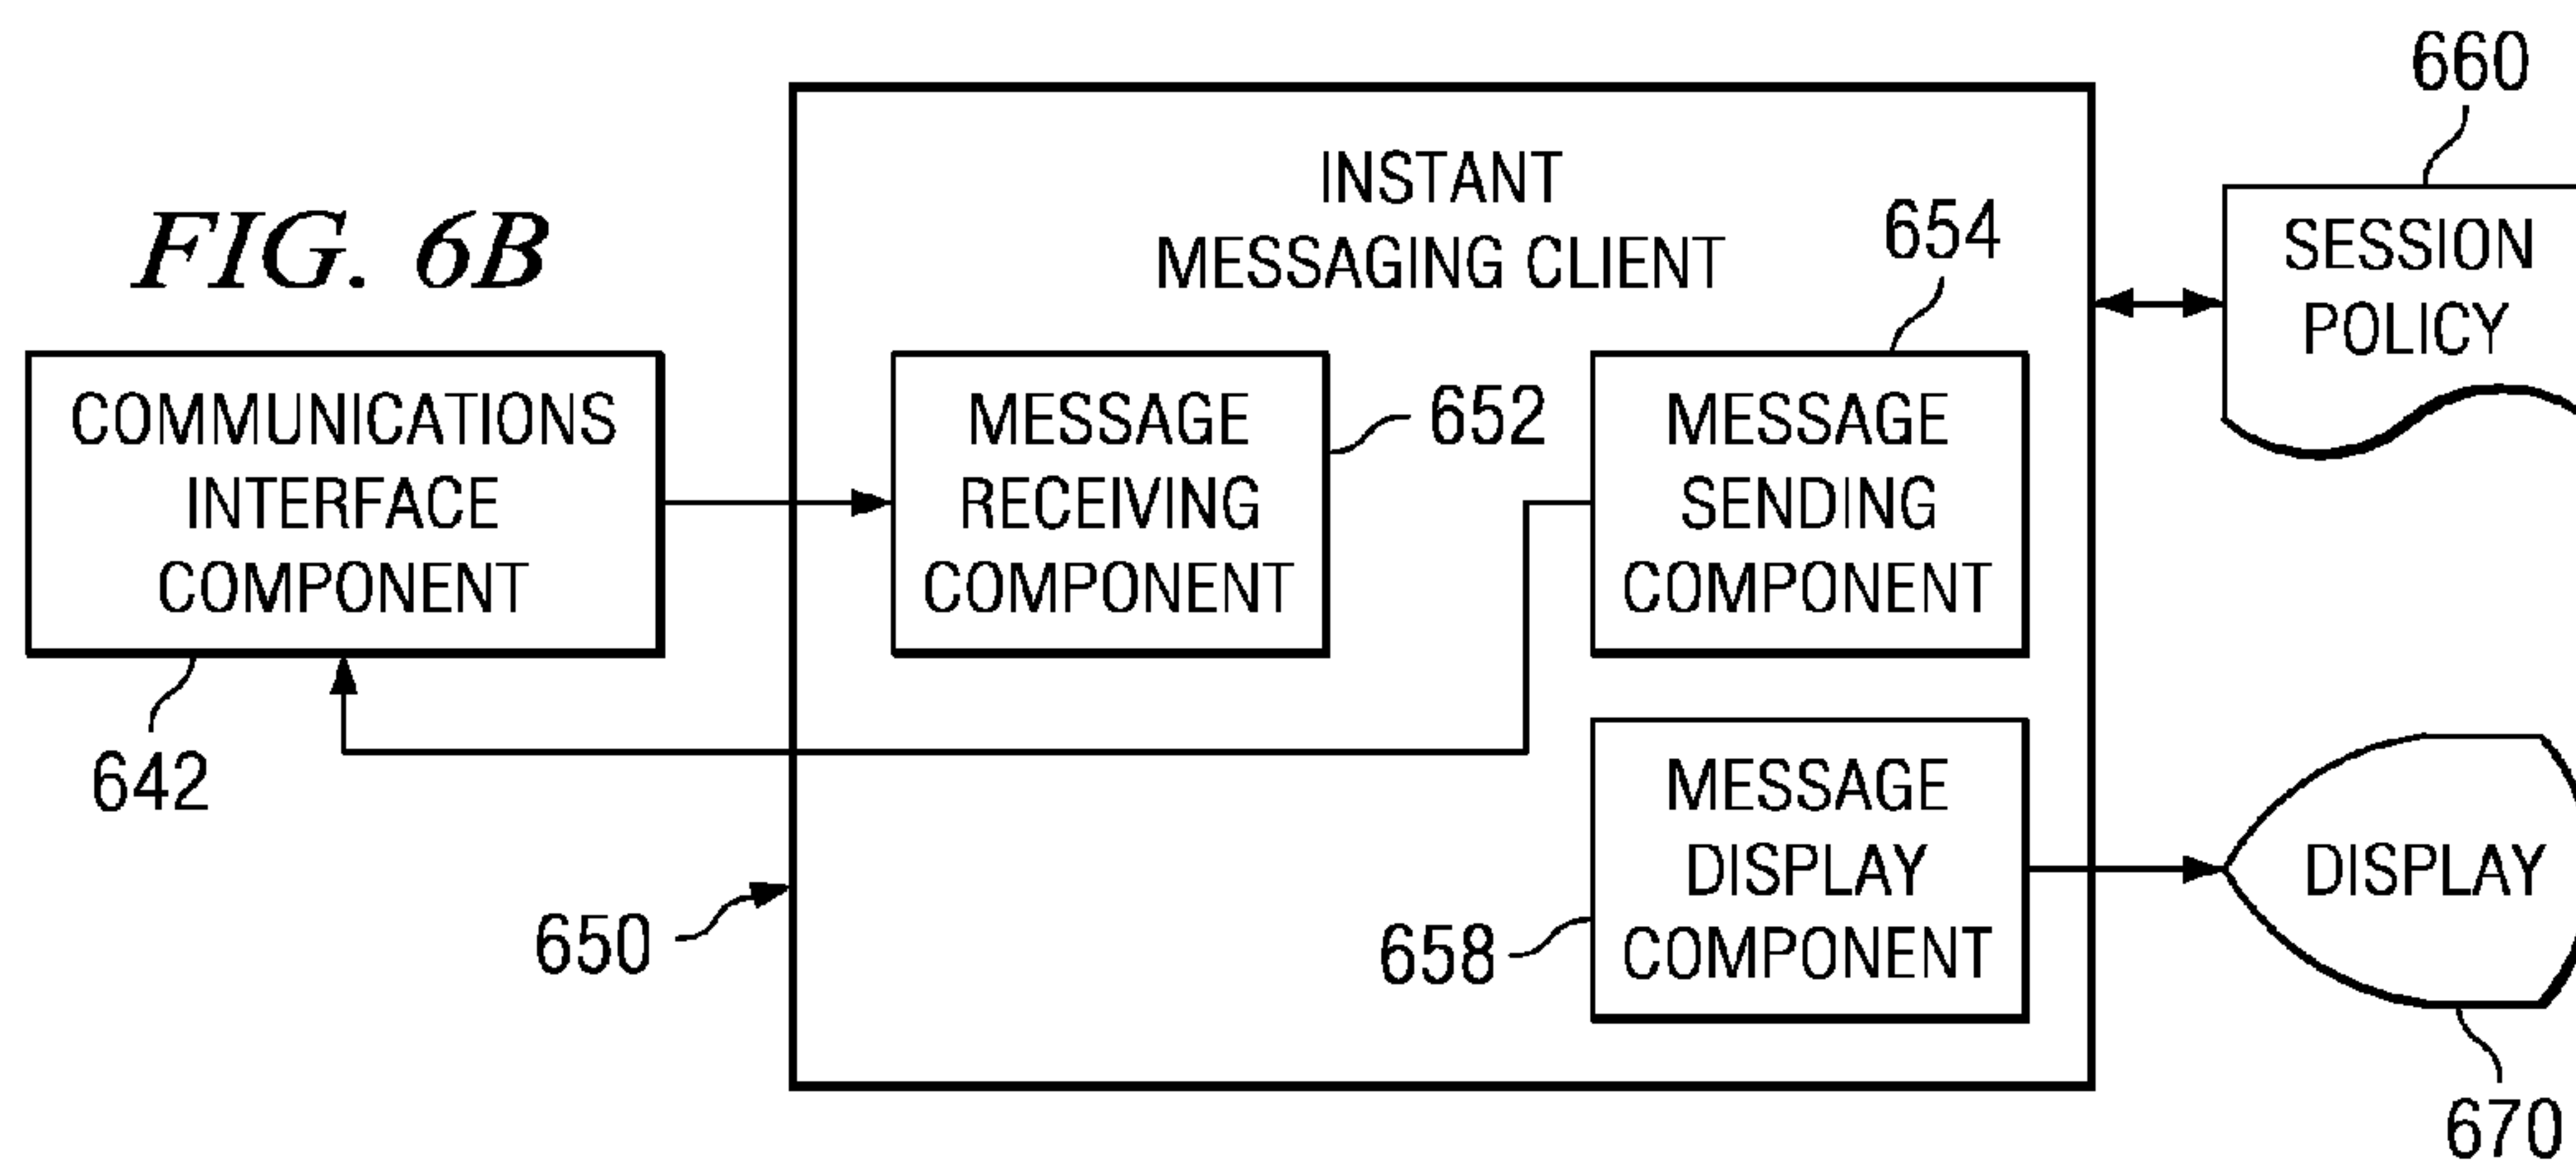 FIG. 6B
COMMUNICATIONS
INTERFACE
COMPONENT
642
INSTANT
MESSAGING CLIENT
650
MESSAGE
RECEIVING
COMPONENT
652
654
MESSAGE
SENDING
COMPONENT
MESSAGE
DISPLAY
COMPONENT
658
660
SESSION
POLICY
DISPLAY
670